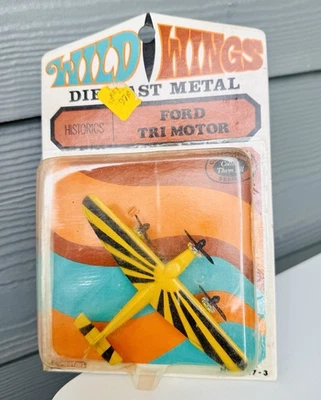 WILD WINGS
DIE CAST METAL
HISTORICS
FORD
TRI MOTOR